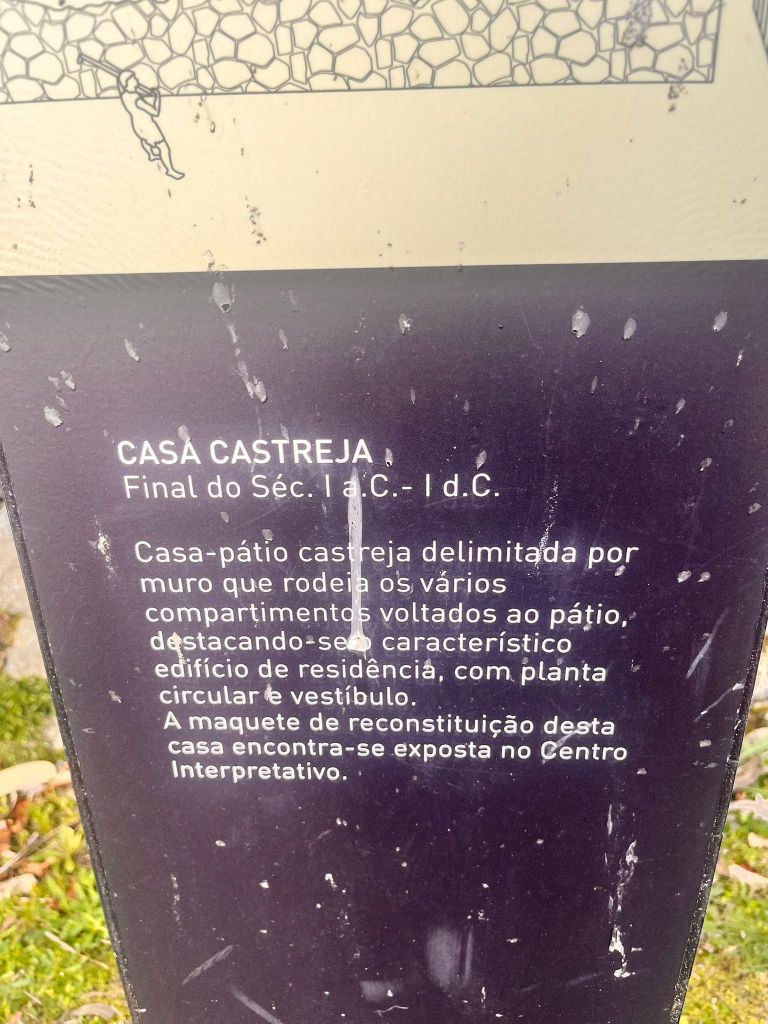 CASA CASTREJA
Final do Séc. I a.C.- I d.C.
Casa-pátio castreja delimitada por
muro que rodeia os vários
compartimentos voltados ao pátio,
destacando-se o característico
edifício de residência, com planta
circular e vestíbulo.
A maquete de reconstituição desta
casa encontra-se exposta no Centro
Interpretativo.